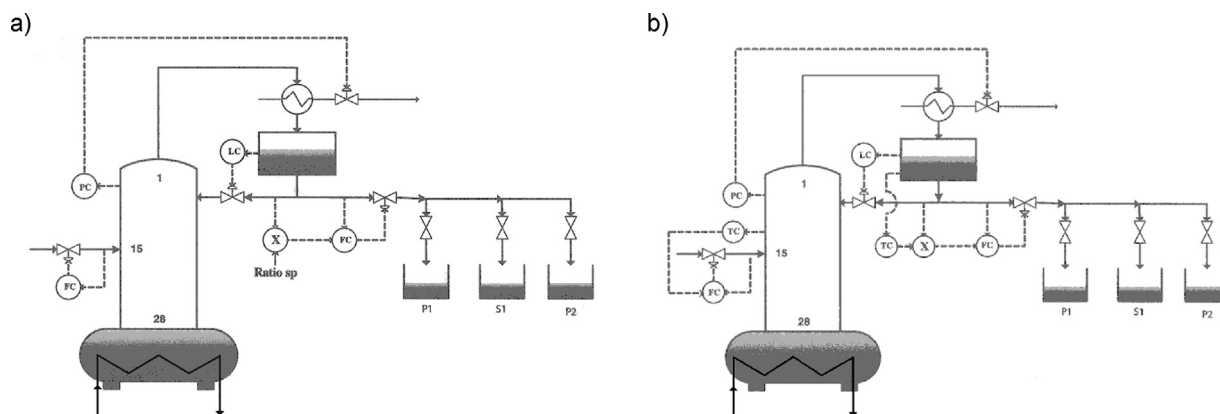 a)
LC
1
PC
15
X
FC
Ratio sp
FC
P1
S1
P2
28
b)
LC
1
PC
TC
15
TC
X
FC
FC
P1
S1
P2
28